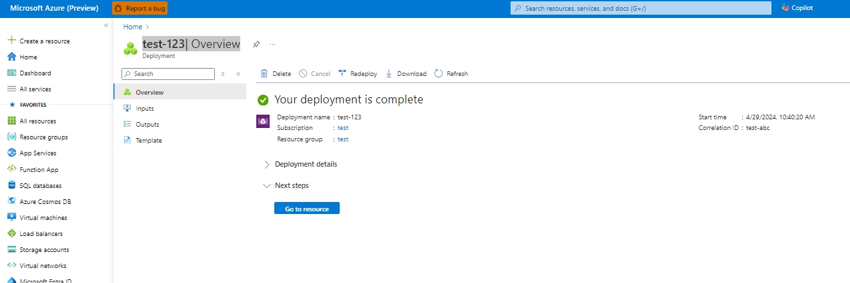 Microsoft Azure (Preview)
Report a bug
Search resources, services, and docs (G+/)
Copilot
Home
Create a resource
Home
Dashboard
All services
FAVORITES
All resources
Resource groups
App Services
Function App
SQL databases
Azure Cosmos DB
Virtual machines
Load balancers
Storage accounts
Virtual networks
Microsoft Entra ID
test-123| Overview
Deployment
Search
Overview
Inputs
Outputs
Template
Delete
Cancel
Redeploy
Download
Refresh
Your deployment is complete
Deployment name : test-123
Subscription : test
Resource group : test
Start time : 4/29/2024, 10:40:20 AM
Correlation ID : test-abc
Deployment details
Next steps
Go to resource